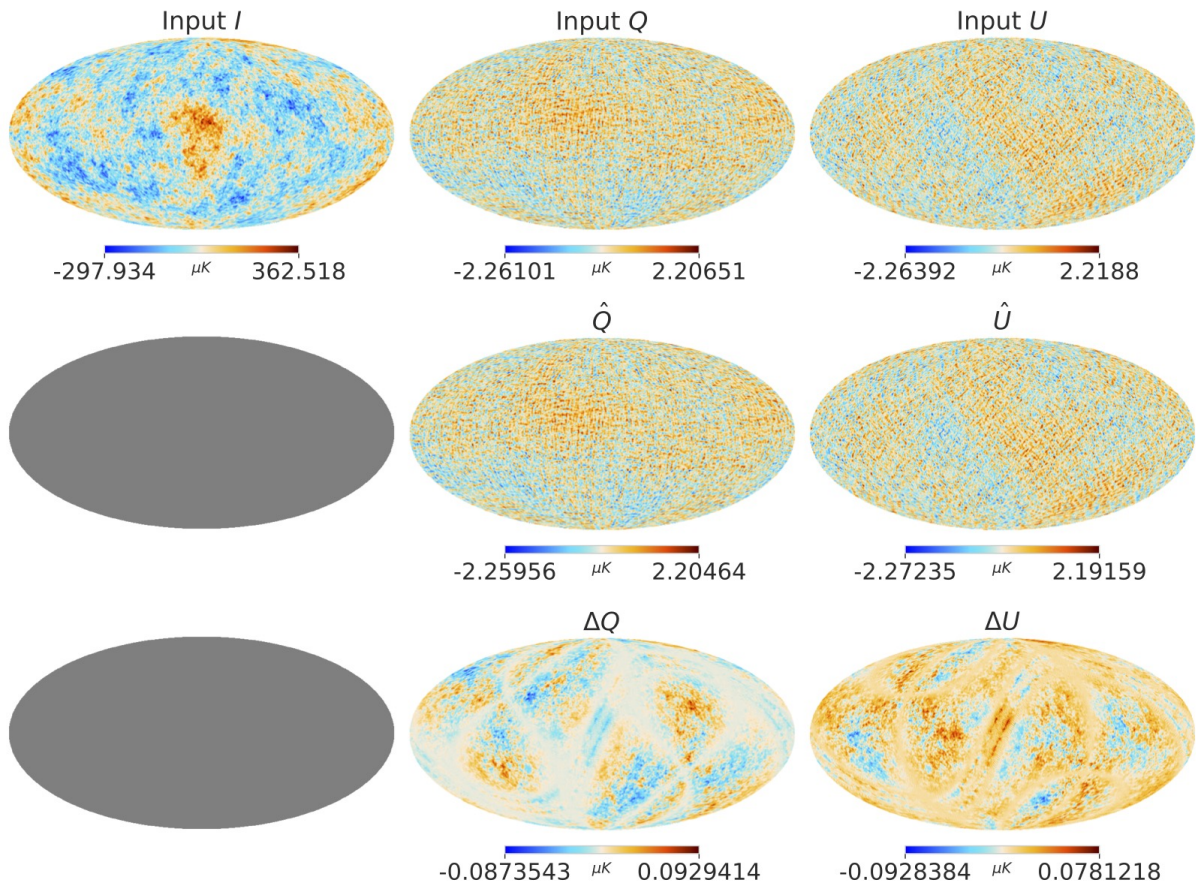 Input I Input Q Input U
-297.934 μK 362.518 -2.26101 μK 2.20651 -2.26392 μK 2.2188
Q̂ Û
-2.25956 μK 2.20464 -2.27235 μK 2.19159
ΔQ ΔU
-0.0873543 μK 0.0929414 -0.0928384 μK 0.0781218